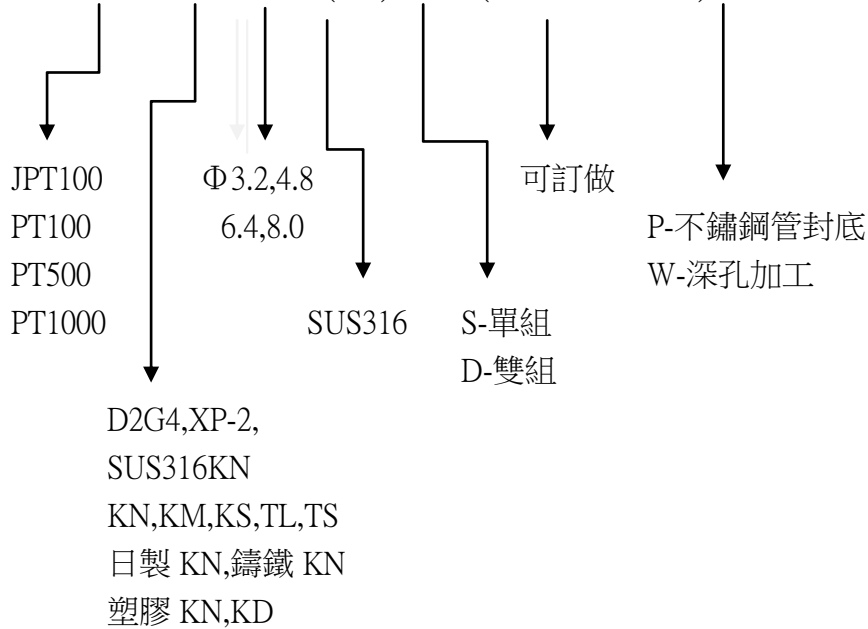 JPT100
PT100
PT500
PT1000
Φ3.2,4.8
6.4,8.0
SUS316
S-單組
D-雙組
可訂做
P-不鏽鋼管封底
W-深孔加工
D2G4,XP-2,
SUS316KN
KN,KM,KS,TL,TS
日製 KN,鑄鐵 KN
塑膠 KN,KD